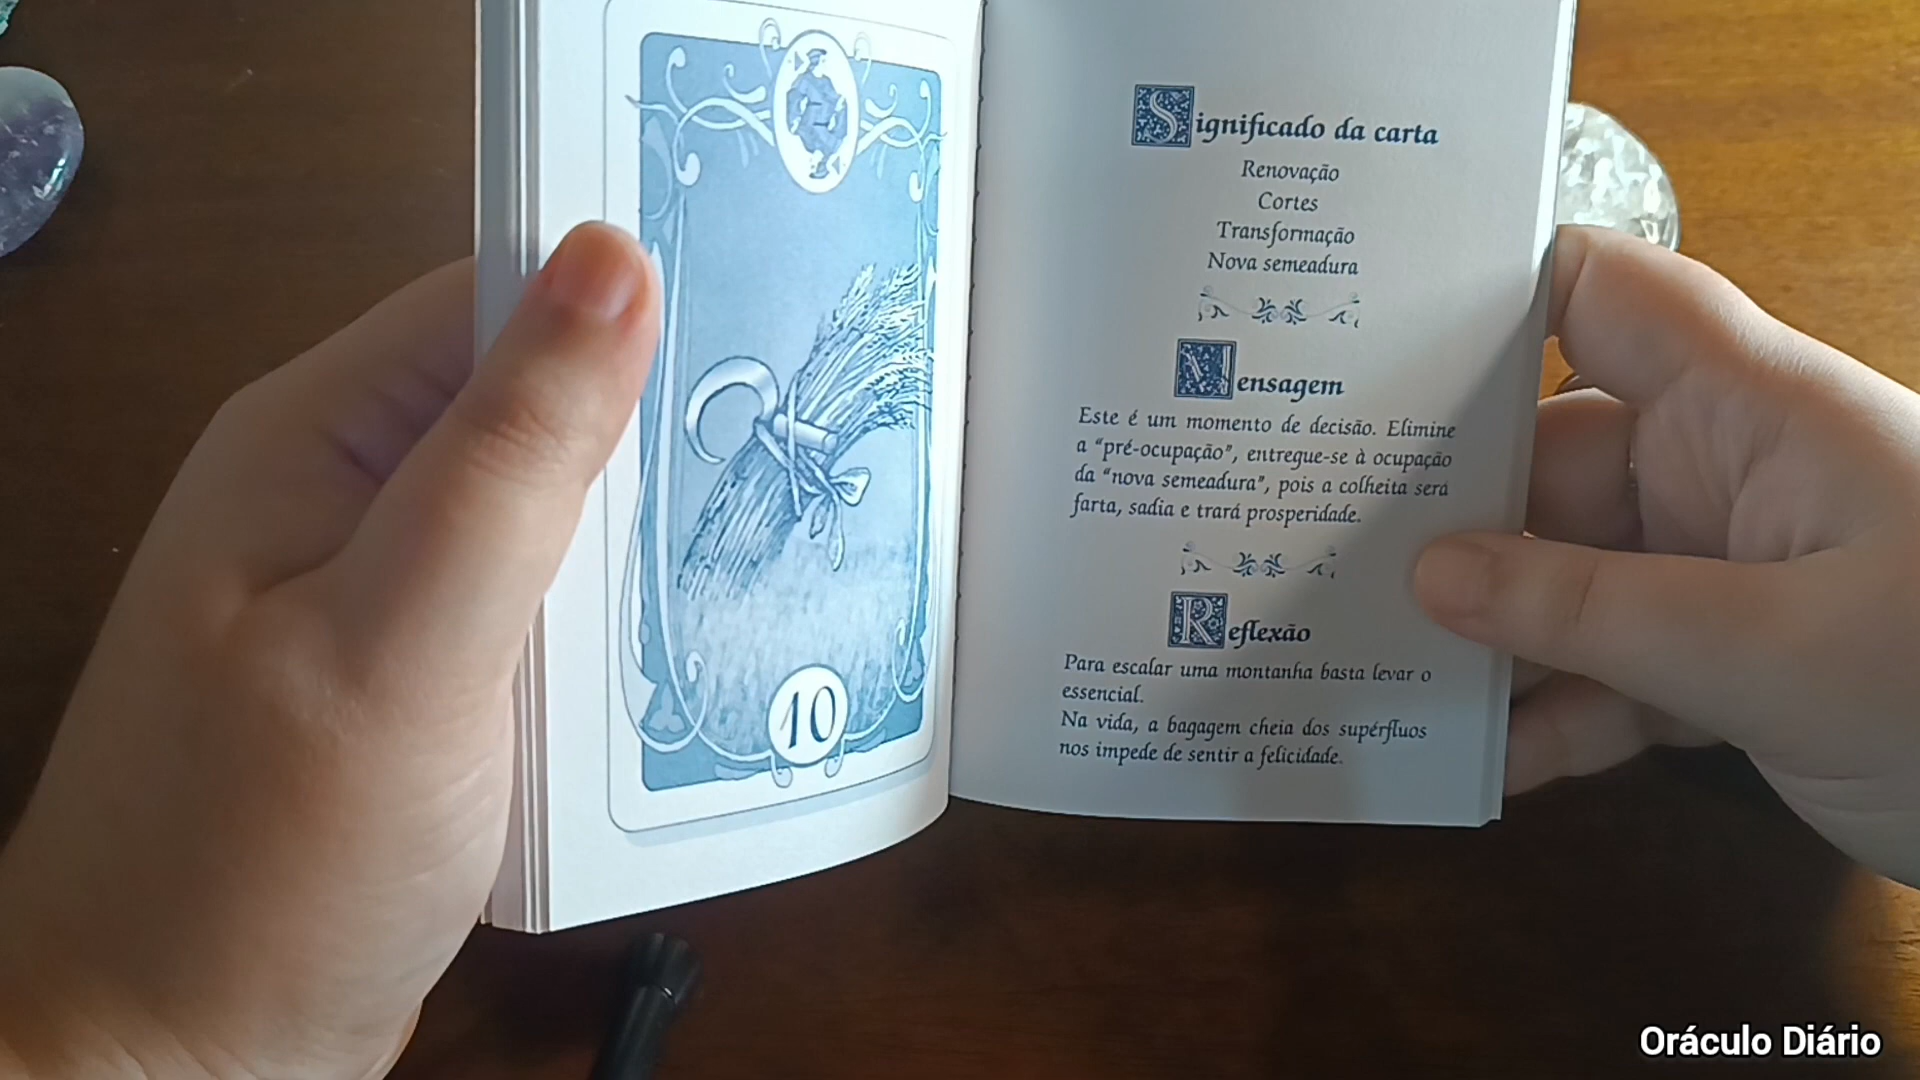 10
Significado da carta
Renovação
Cortes
Transformação
Nova semeadura
Mensagem
Este é um momento de decisão. Elimine
a “pré-ocupação”, entregue-se à ocupação
da “nova semeadura”, pois a colheita será
farta, sadia e trará prosperidade.
Reflexão
Para escalar uma montanha basta levar o
essencial.
Na vida, a bagagem cheia dos supérfluos
nos impede de sentir a felicidade.
Oráculo Diário